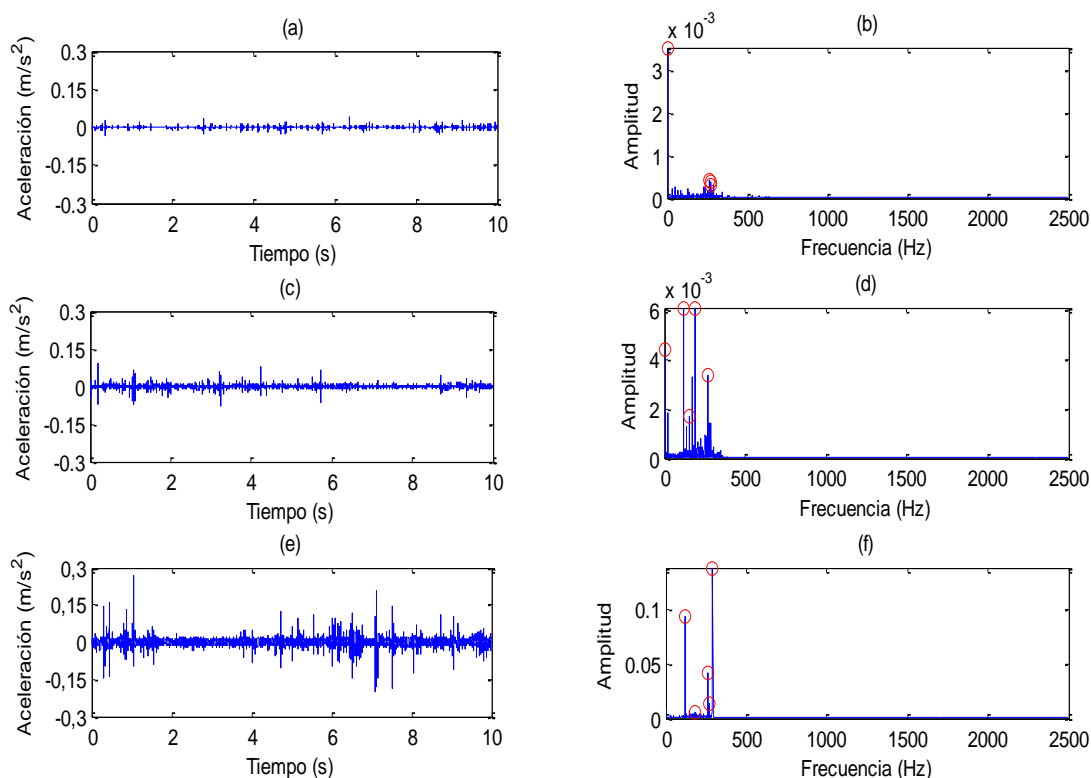 (a)
0.3
0.15
0
-0.15
-0.3
0 2 4 6 8 10
Aceleración (m/s²)
Tiempo (s)
(b)
x 10⁻³
3
2
1
0
0 500 1000 1500 2000 2500
Amplitud
Frecuencia (Hz)
(c)
0.3
0.15
0
-0.15
-0.3
0 2 4 6 8 10
Aceleración (m/s²)
Tiempo (s)
(d)
x 10⁻³
6
4
2
0
0 500 1000 1500 2000 2500
Amplitud
Frecuencia (Hz)
(e)
0.3
0,15
0
-0,15
-0,3
0 2 4 6 8 10
Aceleración (m/s²)
Tiempo (s)
(f)
0.1
0.05
0
0 500 1000 1500 2000 2500
Amplitud
Frecuencia (Hz)